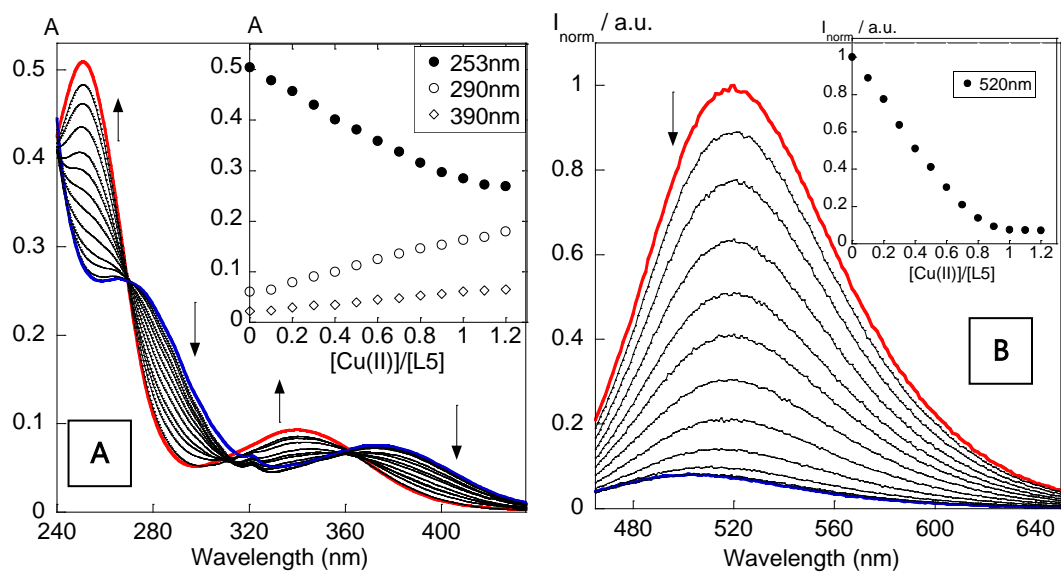 A
0.5
0.4
0.3
0.2
0.1
0
240 280 320 360 400
Wavelength (nm)
A
A
0.5
0.4
0.3
0.2
0.1
0
0 0.2 0.4 0.6 0.8 1 1.2
[Cu(II)]/[L5]
253nm
290nm
390nm
I norm / a.u.
1
0.8
0.6
0.4
0.2
0
480 520 560 600 640
Wavelength (nm)
B
I norm / a.u.
1
0.8
0.6
0.4
0.2
0
0 0.2 0.4 0.6 0.8 1 1.2
[Cu(II)]/[L5]
520nm